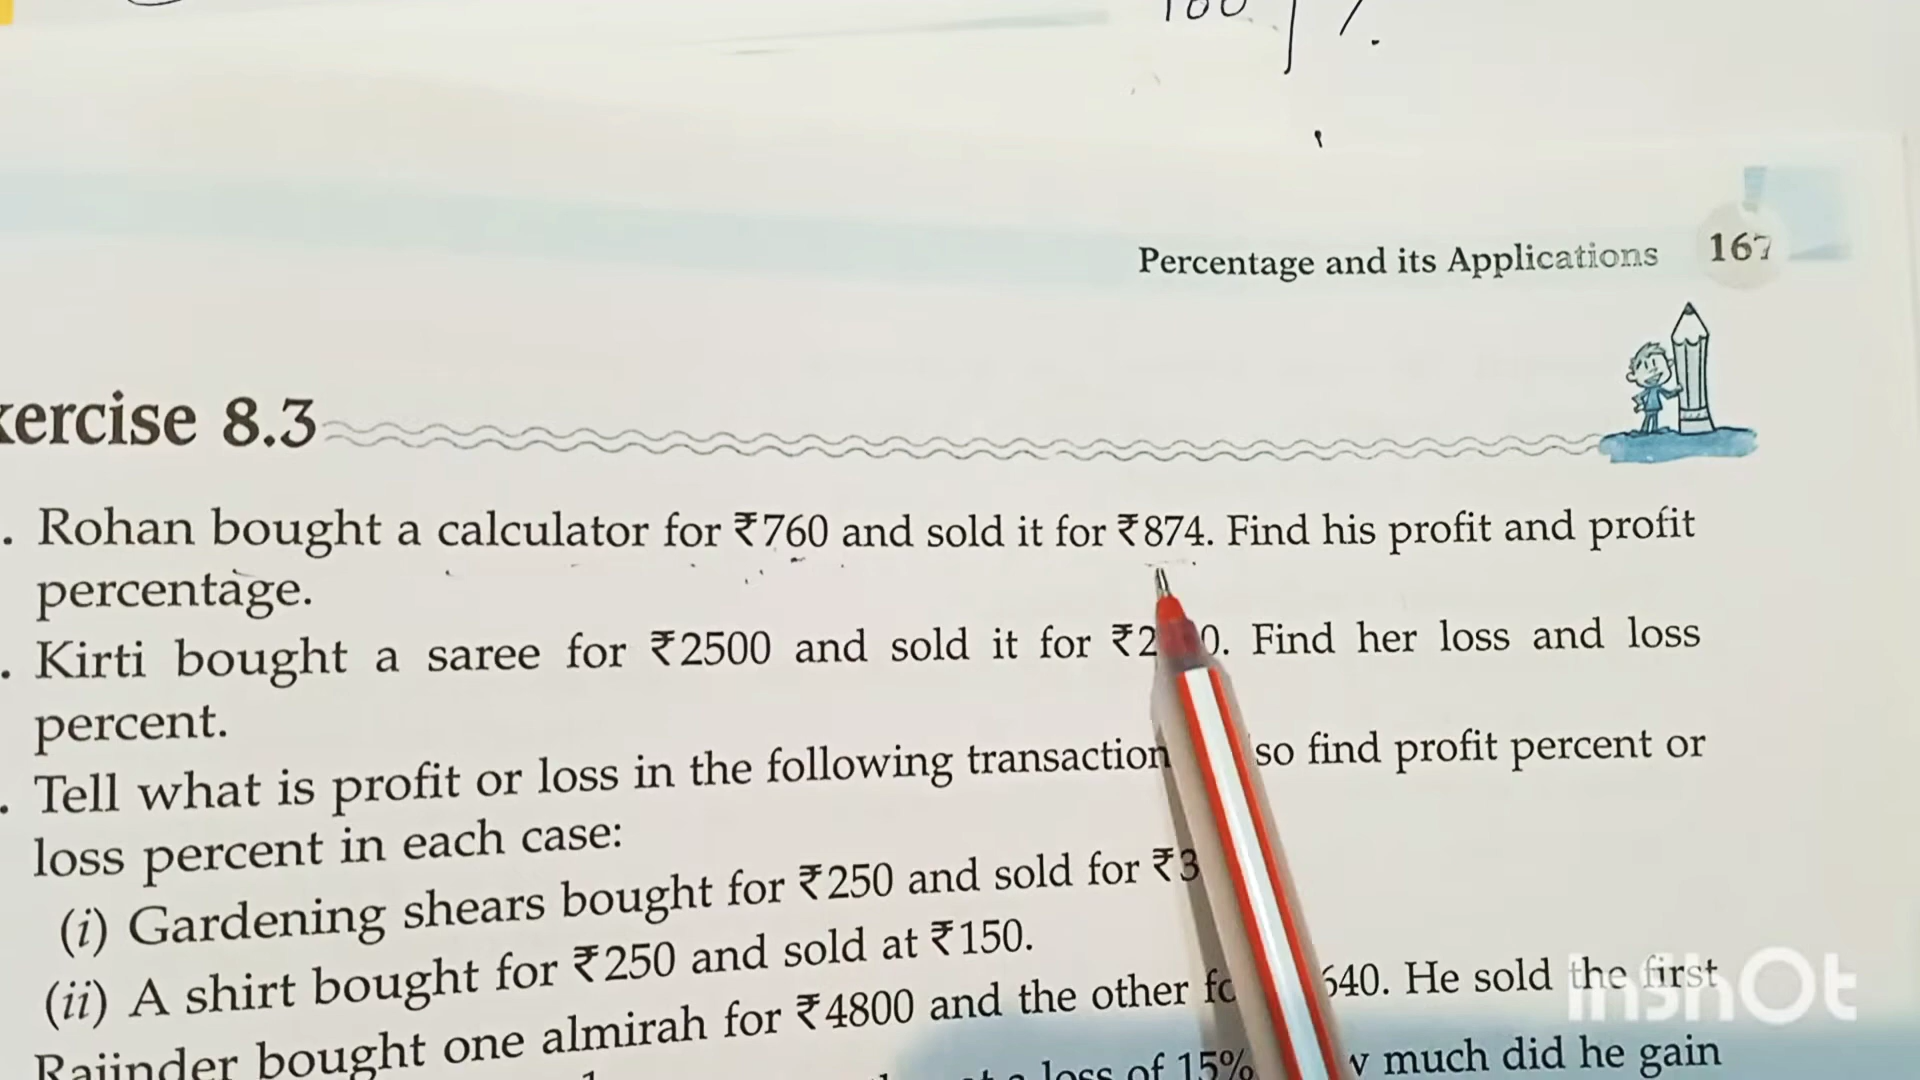 100 %.
Percentage and its Applications 167
xercise 8.3
. Rohan bought a calculator for ₹760 and sold it for ₹874. Find his profit and profit
percentage.
. Kirti bought a saree for ₹2500 and sold it for ₹2 0. Find her loss and loss
percent.
. Tell what is profit or loss in the following transaction so find profit percent or
loss percent in each case:
(i) Gardening shears bought for ₹250 and sold for ₹3
(ii) A shirt bought for ₹250 and sold at ₹150.
Rajinder bought one almirah for ₹4800 and the other fo 640. He sold the first
loss of 15% w much did he gain
InShOt